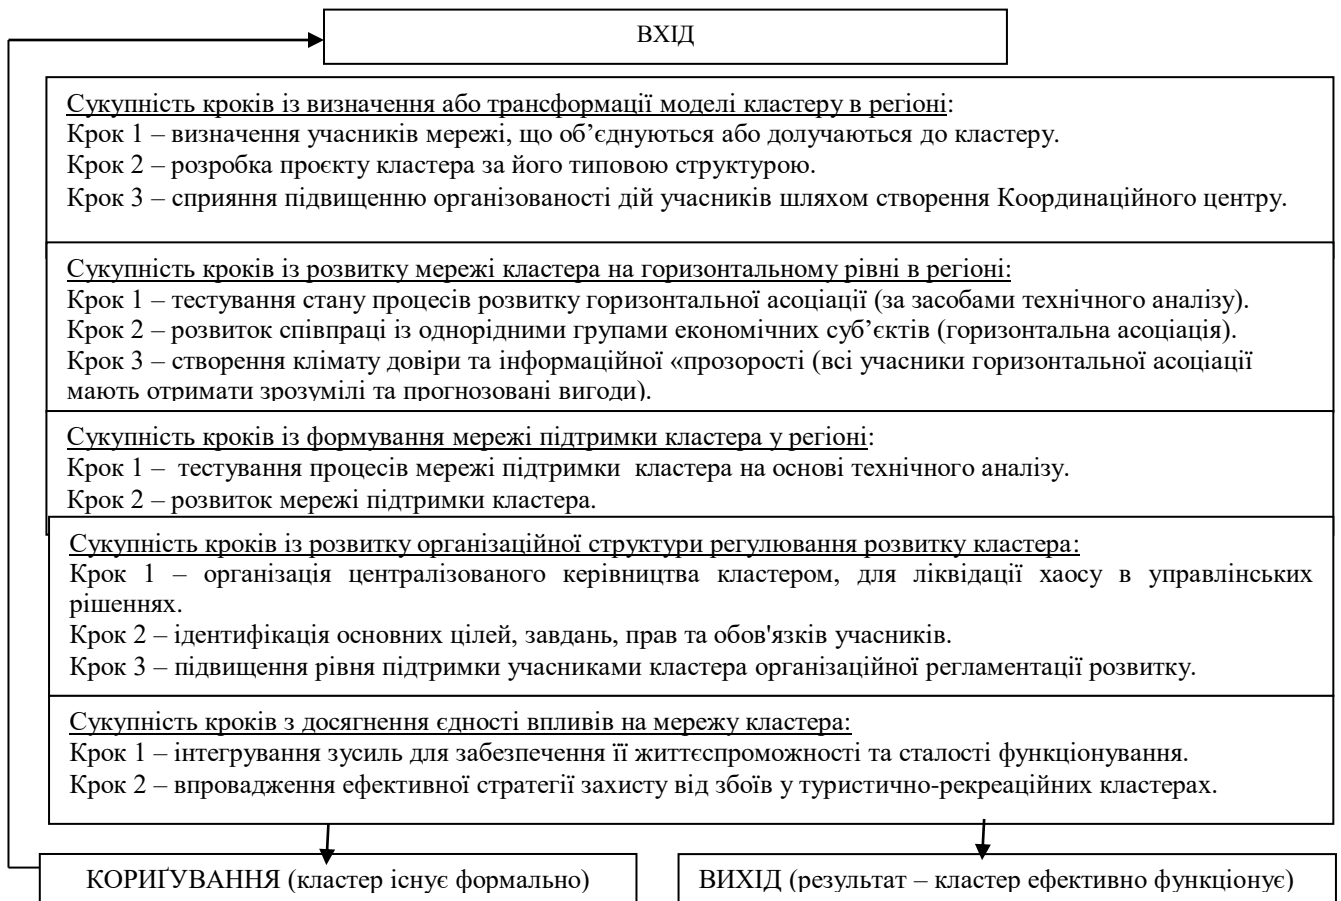 ВХІД
Сукупність кроків із визначення або трансформації моделі кластеру в регіоні:
Крок 1 – визначення учасників мережі, що об’єднуються або долучаються до кластеру.
Крок 2 – розробка проєкту кластера за його типовою структурою.
Крок 3 – сприяння підвищенню організованості дій учасників шляхом створення Координаційного центру.
Сукупність кроків із розвитку мережі кластера на горизонтальному рівні в регіоні:
Крок 1 – тестування стану процесів розвитку горизонтальної асоціації (за засобами технічного аналізу).
Крок 2 – розвиток співпраці із однорідними групами економічних суб’єктів (горизонтальна асоціація).
Крок 3 – створення клімату довіри та інформаційної «прозорості (всі учасники горизонтальної асоціації
мають отримати зрозумілі та прогнозовані вигоди).
Сукупність кроків із формування мережі підтримки кластера у регіоні:
Крок 1 – тестування процесів мережі підтримки кластера на основі технічного аналізу.
Крок 2 – розвиток мережі підтримки кластера.
Сукупність кроків із розвитку організаційної структури регулювання розвитку кластера:
Крок 1 – організація централізованого керівництва кластером, для ліквідації хаосу в управлінських
рішеннях.
Крок 2 – ідентифікація основних цілей, завдань, прав та обов'язків учасників.
Крок 3 – підвищення рівня підтримки учасниками кластера організаційної регламентації розвитку.
Сукупність кроків з досягнення єдності впливів на мережу кластера:
Крок 1 – інтегрування зусиль для забезпечення її життєспроможності та сталості функціонування.
Крок 2 – впровадження ефективної стратегії захисту від збоїв у туристично-рекреаційних кластерах.
КОРИҐУВАННЯ (кластер існує формально)
ВИХІД (результат – кластер ефективно функціонує)